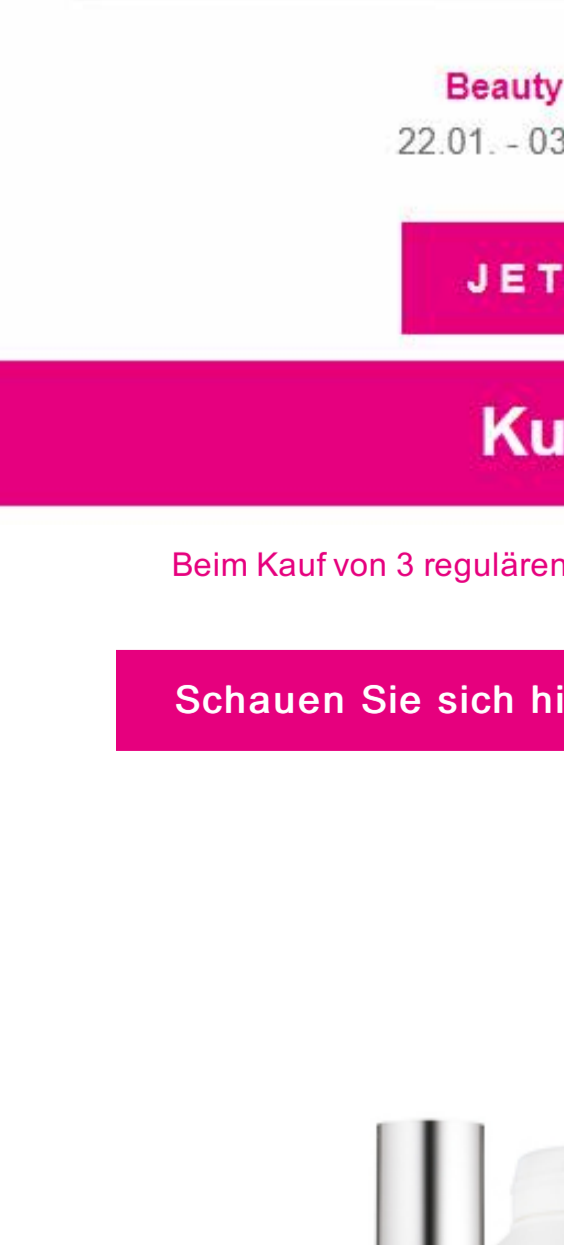 Beauty
22.01. - 03
JET
Ku
Beim Kauf von 3 regulären
Schauen Sie sich hi